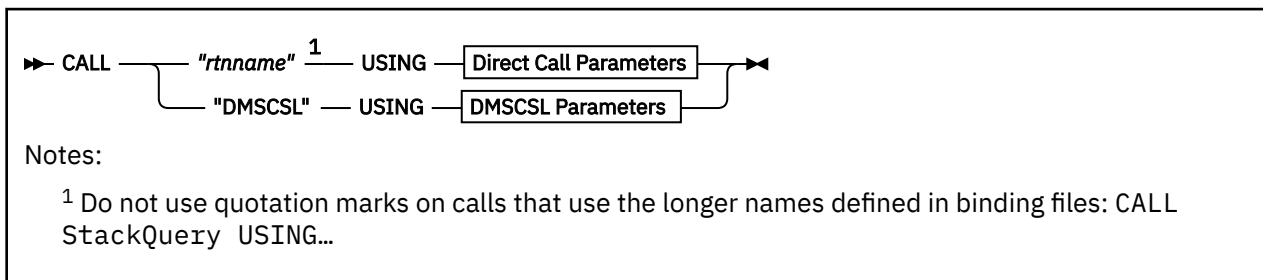 CALL "rtnname" 1 USING Direct Call Parameters
"DMSCSL" USING DMSCSL Parameters
Notes:
1 Do not use quotation marks on calls that use the longer names defined in binding files: CALL
StackQuery USING…